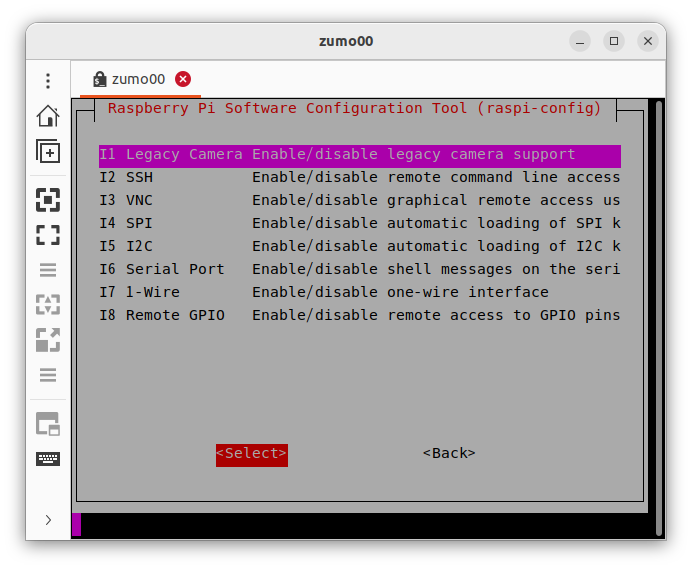 zumo00
zumo00
Raspberry Pi Software Configuration Tool (raspi-config)
I1 Legacy Camera Enable/disable legacy camera support
I2 SSH Enable/disable remote command line access
I3 VNC Enable/disable graphical remote access us
I4 SPI Enable/disable automatic loading of SPI k
I5 I2C Enable/disable automatic loading of I2C k
I6 Serial Port Enable/disable shell messages on the seri
I7 1-Wire Enable/disable one-wire interface
I8 Remote GPIO Enable/disable remote access to GPIO pins
<Select> <Back>